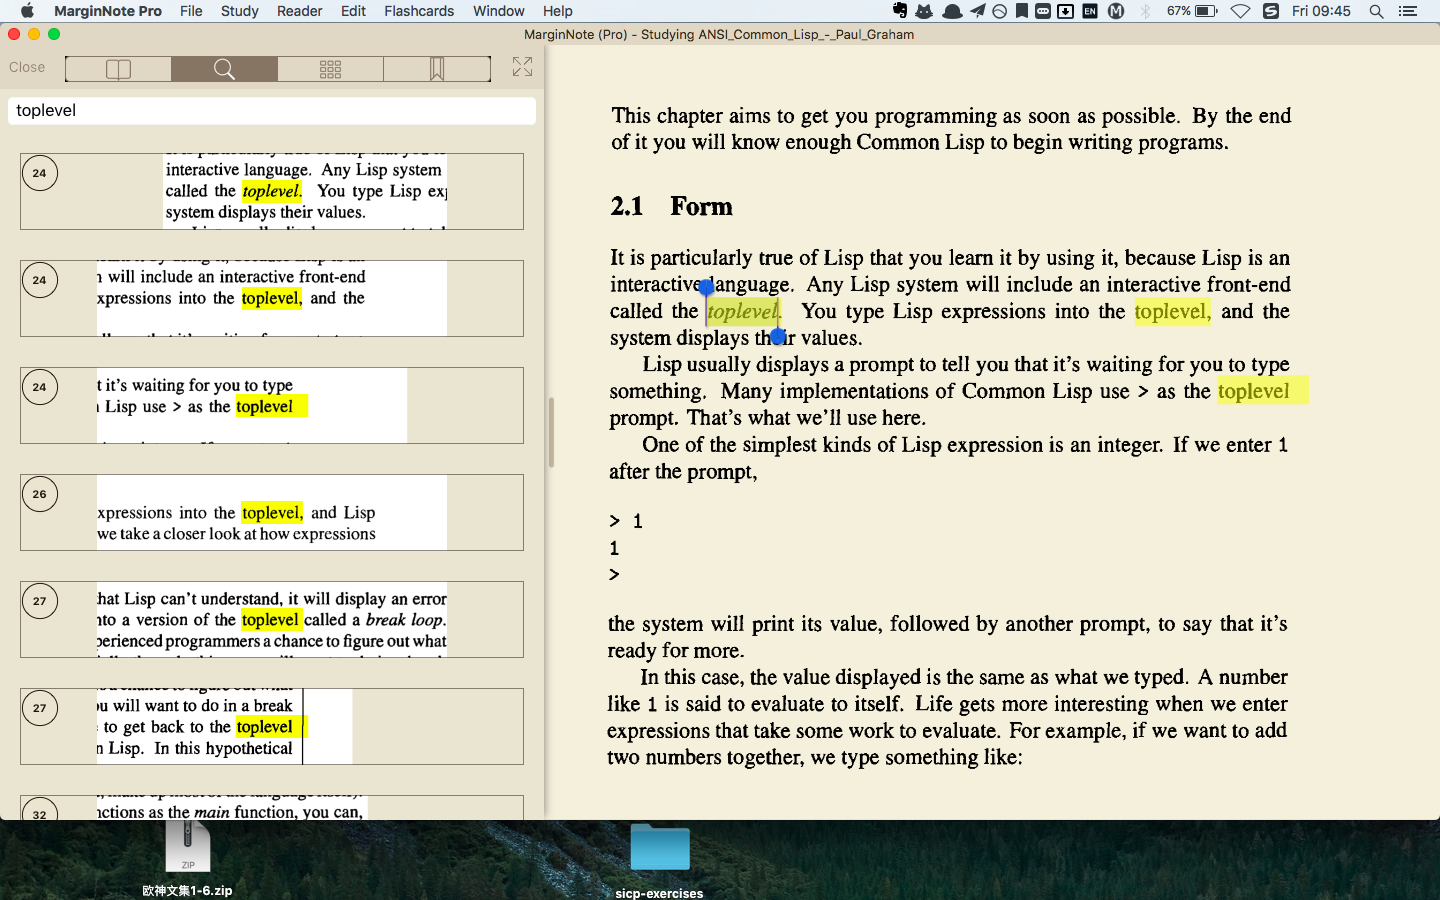 MarginNote Pro File Study Reader Edit Flashcards Window Help EN 67% Fri 09:45
MarginNote (Pro) - Studying ANSI_Common_Lisp_-_Paul_Graham
Close
toplevel
24
interactive language. Any Lisp system
called the toplevel. You type Lisp exp
system displays their values.
24
n will include an interactive front-end
xpressions into the toplevel, and the
24
t it's waiting for you to type
n Lisp use > as the toplevel
26
xpressions into the toplevel, and Lisp
we take a closer look at how expressions
27
that Lisp can't understand, it will display an error
nto a version of the toplevel called a break loop.
perienced programmers a chance to figure out what
27
ou will want to do in a break
to get back to the toplevel
n Lisp. In this hypothetical
32
nctions as the main function, you can,
This chapter aims to get you programming as soon as possible. By the end
of it you will know enough Common Lisp to begin writing programs.
2.1 Form
It is particularly true of Lisp that you learn it by using it, because Lisp is an
interactive language. Any Lisp system will include an interactive front-end
called the toplevel. You type Lisp expressions into the toplevel, and the
system displays their values.
Lisp usually displays a prompt to tell you that it's waiting for you to type
something. Many implementations of Common Lisp use > as the toplevel
prompt. That's what we'll use here.
One of the simplest kinds of Lisp expression is an integer. If we enter 1
after the prompt,
> 1
1
>
the system will print its value, followed by another prompt, to say that it's
ready for more.
In this case, the value displayed is the same as what we typed. A number
like 1 is said to evaluate to itself. Life gets more interesting when we enter
expressions that take some work to evaluate. For example, if we want to add
two numbers together, we type something like:
ZIP
欧神文集1-6.zip
sicp-exercises